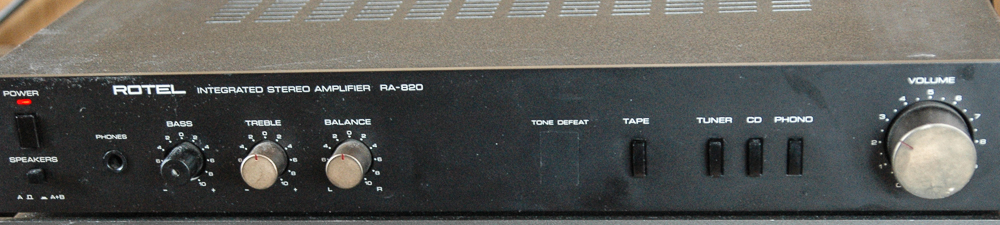 POWER
ROTEL INTEGRATED STEREO AMPLIFIER RA-820
VOLUME
SPEAKERS
A B A+B
PHONES
BASS
TREBLE
BALANCE
L R
TONE DEFEAT
TAPE
TUNER
CD
PHONO